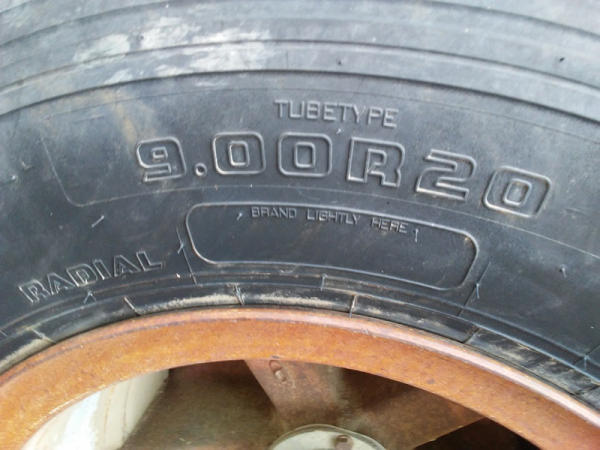 TUBETYPE
9.00R20
BRAND LIGHTLY HERE
RADIAL